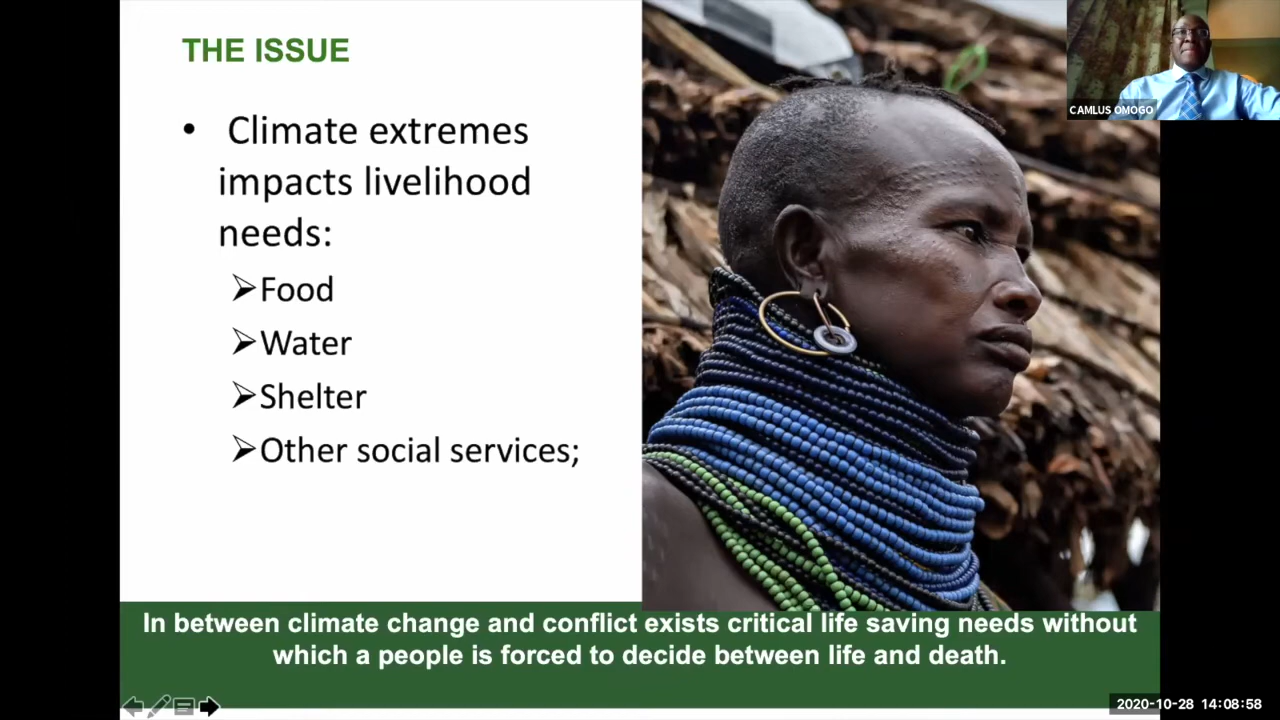 THE ISSUE
• Climate extremes
impacts livelihood
needs:
➢Food
➢Water
➢Shelter
➢Other social services;
In between climate change and conflict exists critical life saving needs without
which a people is forced to decide between life and death.
CAMLUS OMOGO
2020-10-28 14:08:58